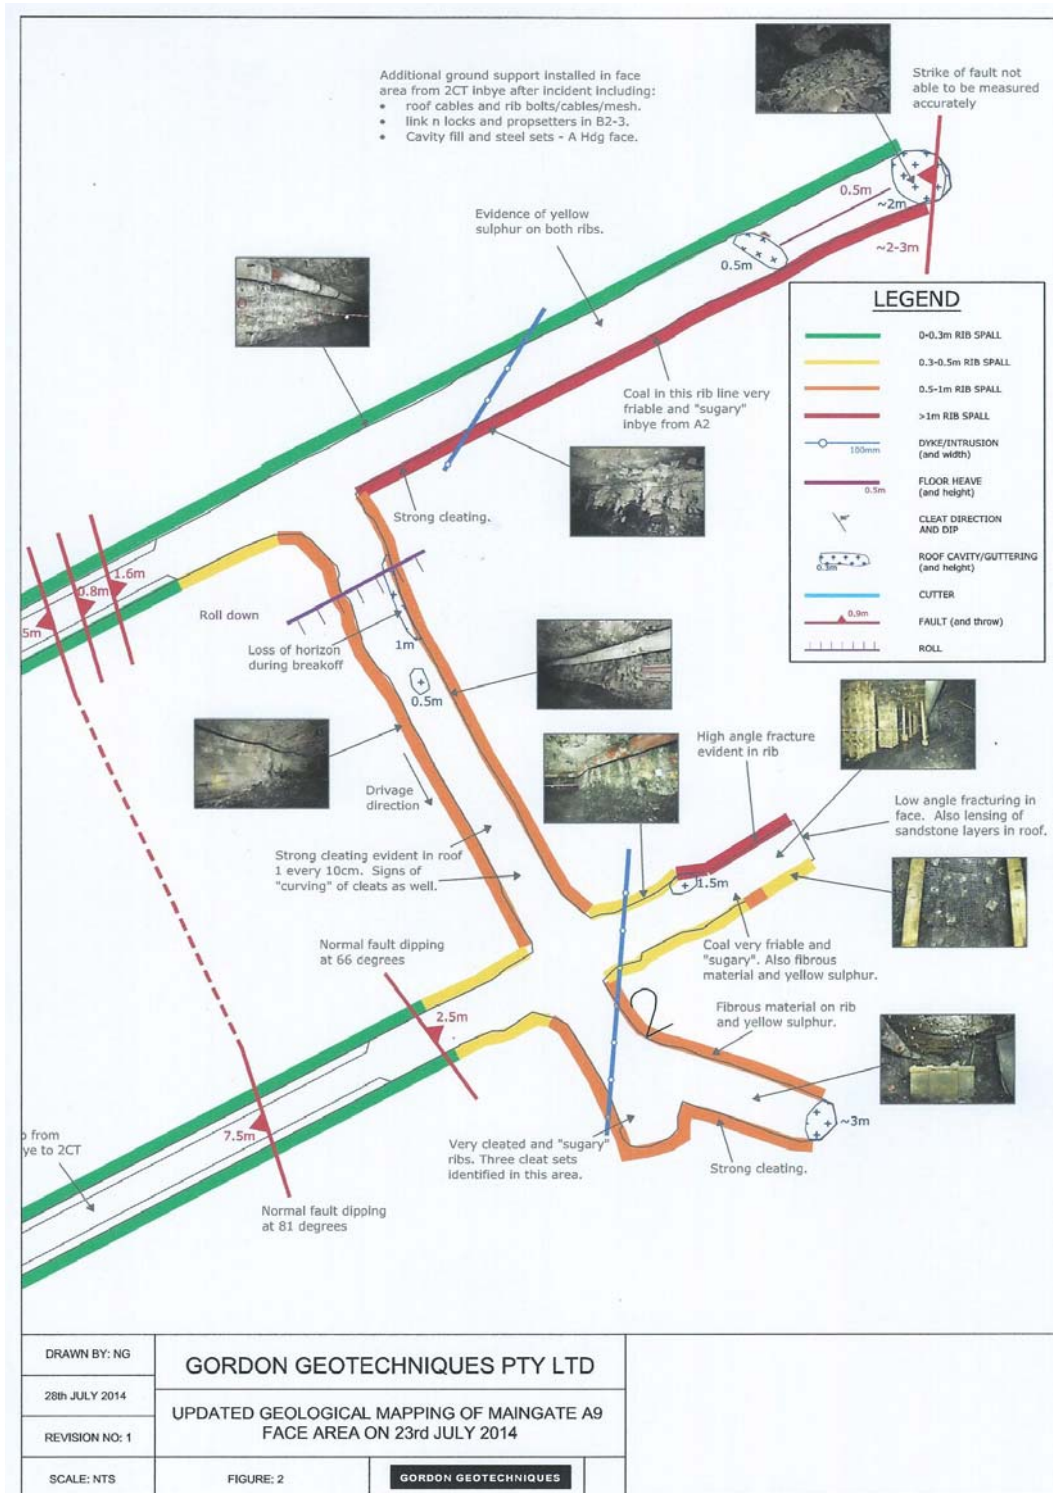 Additional ground support installed in face
area from 2CT inbye after incident including:
• roof cables and rib bolts/cables/mesh.
• link n locks and propsetters in B2-3.
• Cavity fill and steel sets - A Hdg face.
Strike of fault not
able to be measured
accurately
0.5m
~2m
~2-3m
0.5m
Evidence of yellow
sulphur on both ribs.
LEGEND
0-0.3m RIB SPALL
0.3-0.5m RIB SPALL
0.5-1m RIB SPALL
>1m RIB SPALL
DYKE/INTRUSION
(and width)
100mm
FLOOR HEAVE
(and height)
0.5m
CLEAT DIRECTION
AND DIP
ROOF CAVITY/GUTTERING
(and height)
0.3m
CUTTER
FAULT (and throw)
0.9m
ROLL
Coal in this rib line very
friable and "sugary"
inbye from A2
Strong cleating.
1.6m
0.8m
5m
Roll down
Loss of horizon
during breakoff
1m
0.5m
Drivage
direction
High angle fracture
evident in rib
Low angle fracturing in
face. Also lensing of
sandstone layers in roof.
Strong cleating evident in roof
1 every 10cm. Signs of
"curving" of cleats as well.
1.5m
Normal fault dipping
at 66 degrees
Coal very friable and
"sugary". Also fibrous
material and yellow sulphur.
2.5m
Fibrous material on rib
and yellow sulphur.
7.5m
o from
ye to 2CT
Very cleated and "sugary"
ribs. Three cleat sets
identified in this area.
~3m
Strong cleating.
Normal fault dipping
at 81 degrees
DRAWN BY: NG
28th JULY 2014
REVISION NO: 1
SCALE: NTS
GORDON GEOTECHNIQUES PTY LTD
UPDATED GEOLOGICAL MAPPING OF MAINGATE A9
FACE AREA ON 23rd JULY 2014
FIGURE: 2
GORDON GEOTECHNIQUES